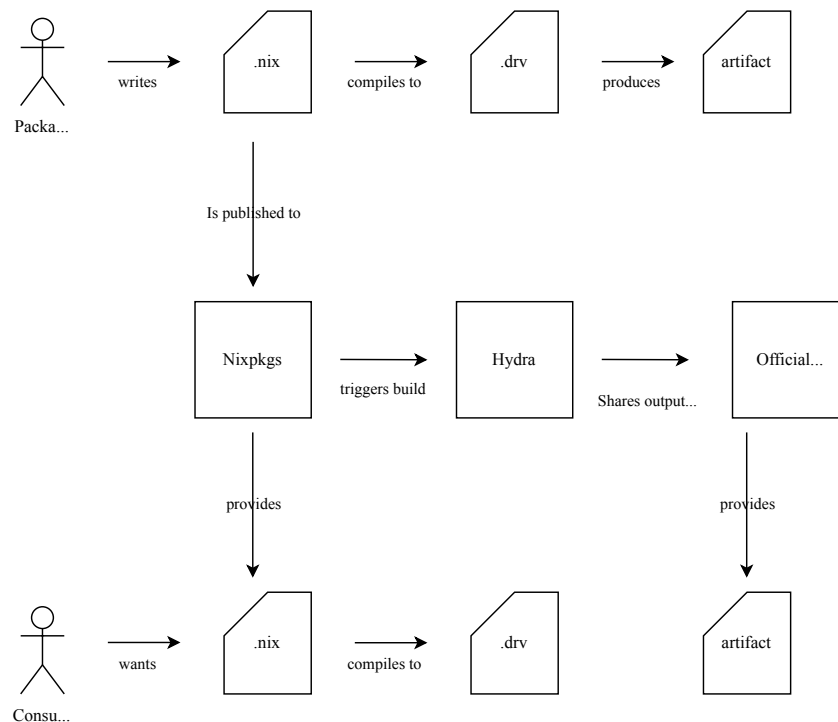 .nix
.drv
artifact
writes
compiles to
produces
Packa...
Is published to
Nixpkgs
Hydra
Official...
triggers build
Shares output...
provides
provides
.nix
.drv
artifact
wants
compiles to
Consu...